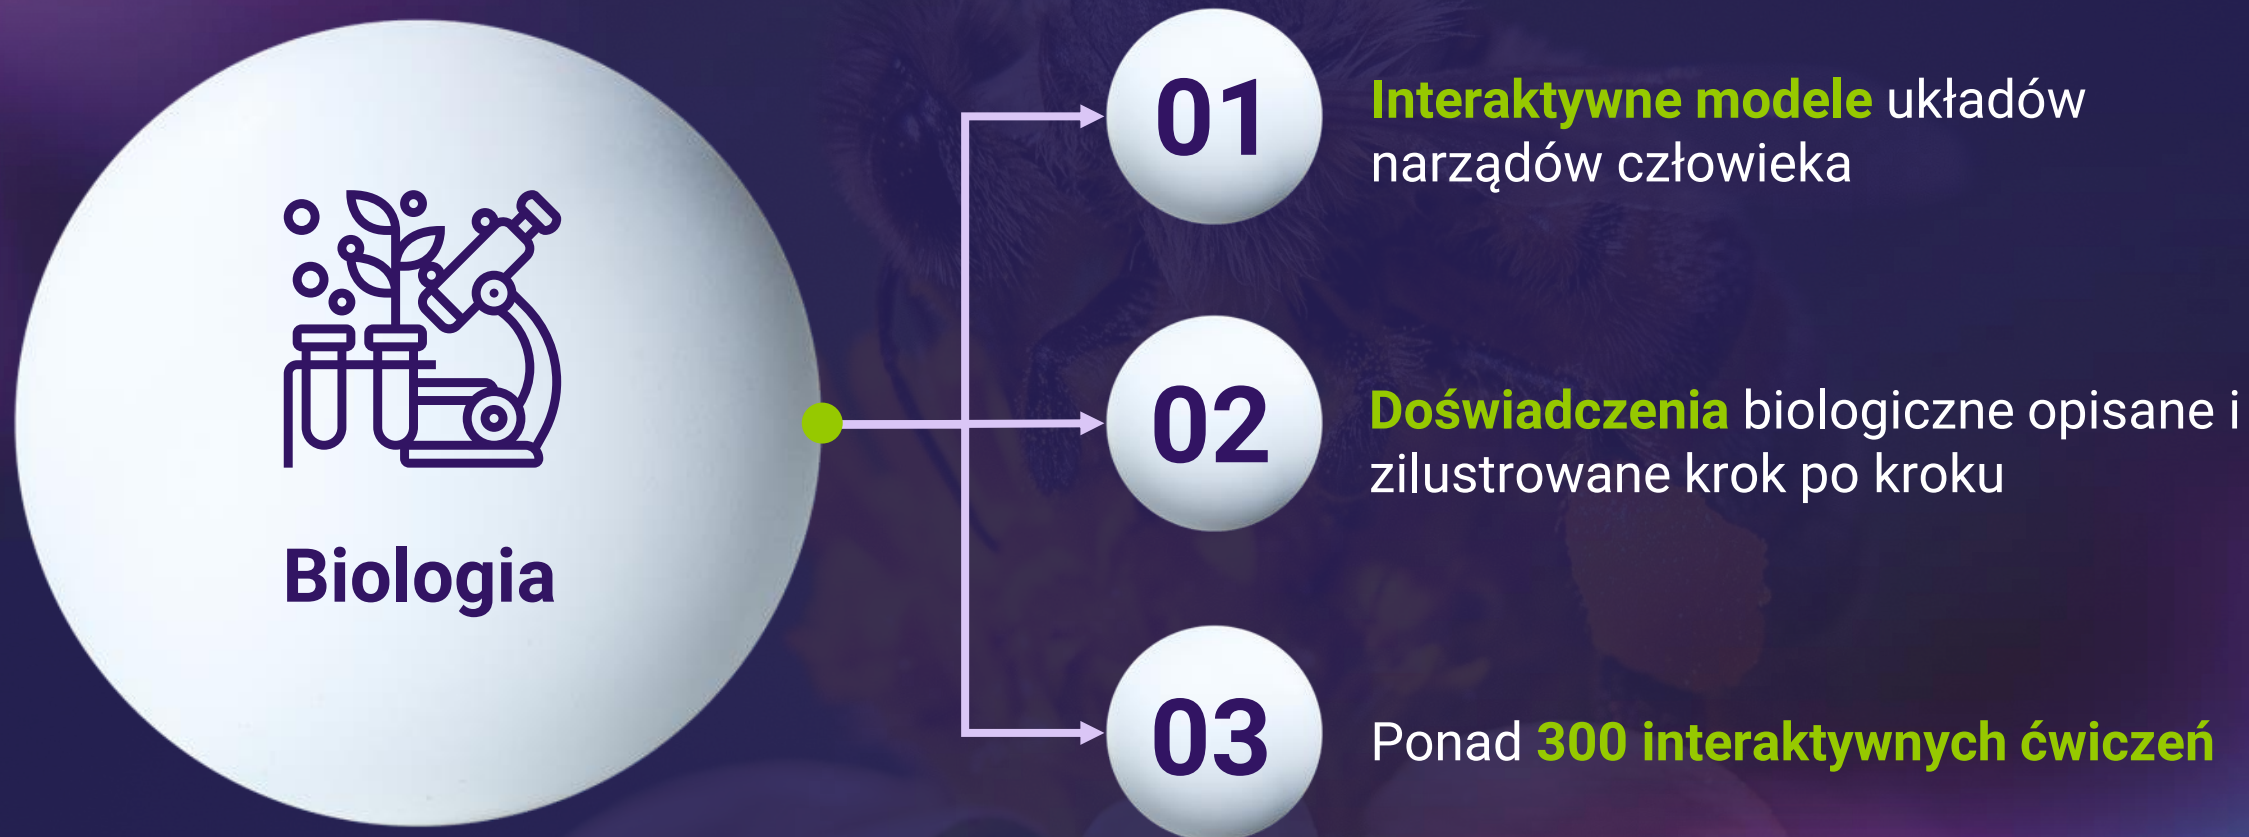 Biologia
01
Interaktywne modele układów
narządów człowieka
02
Doświadczenia biologiczne opisane i
zilustrowane krok po kroku
03
Ponad 300 interaktywnych ćwiczeń